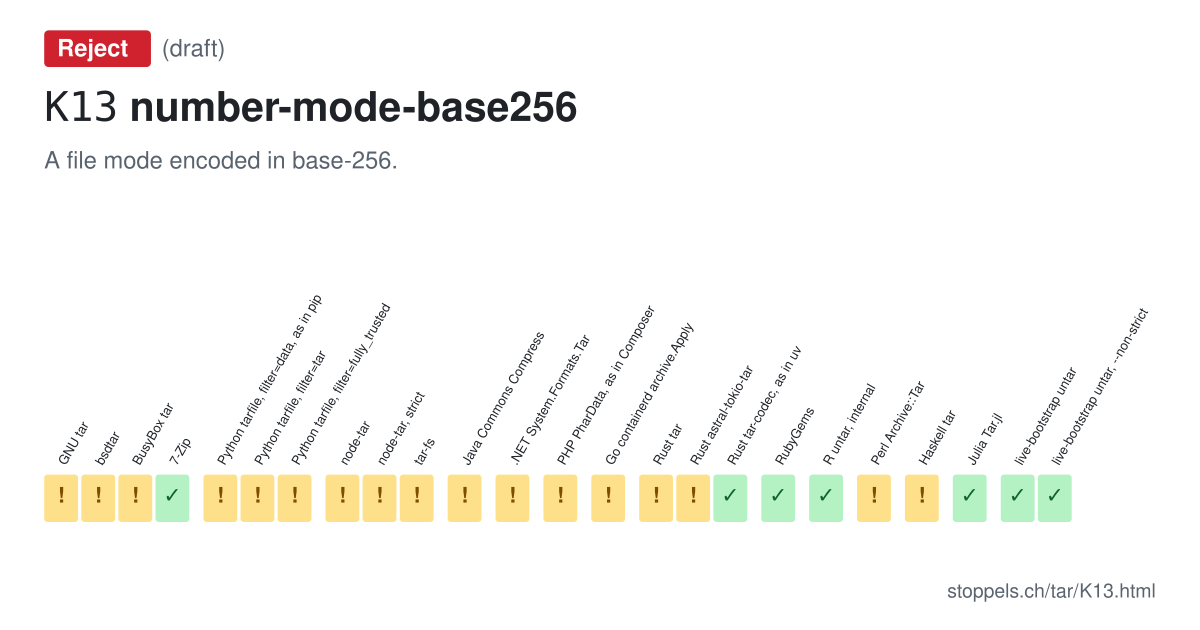 Reject (draft)
K13 number-mode-base256
A file mode encoded in base-256.
GNU tar
bsdtar
BusyBox tar
7-Zip
Python tarfile, filter=data, as in pip
Python tarfile, filter=tar
Python tarfile, filter=fully_trusted
node-tar
node-tar, strict
tar-fs
Java Commons Compress
.NET System.Formats.Tar
PHP PharData, as in Composer
Go containerd archive.Apply
Rust tar
Rust astral-tokio-tar
Rust tar-codec, as in uv
RubyGems
R untar, internal
Perl Archive::Tar
Haskell tar
Julia Tar.jl
live-bootstrap untar
live-bootstrap untar, --non-strict
! ! ! ✓ ! ! ! ! ! ! ! ! ! ! ! ! ✓ ✓ ✓ ! ! ✓ ✓ ✓
stoppels.ch/tar/K13.html